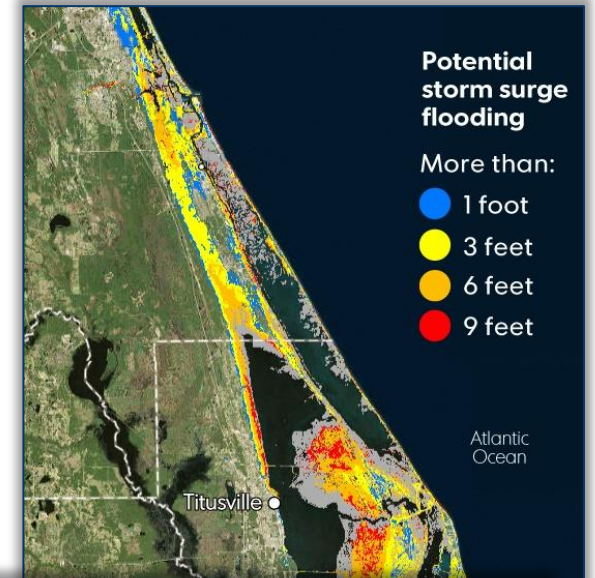 Potential
storm surge
flooding
More than:
1 foot
3 feet
6 feet
9 feet
Atlantic
Ocean
Titusville